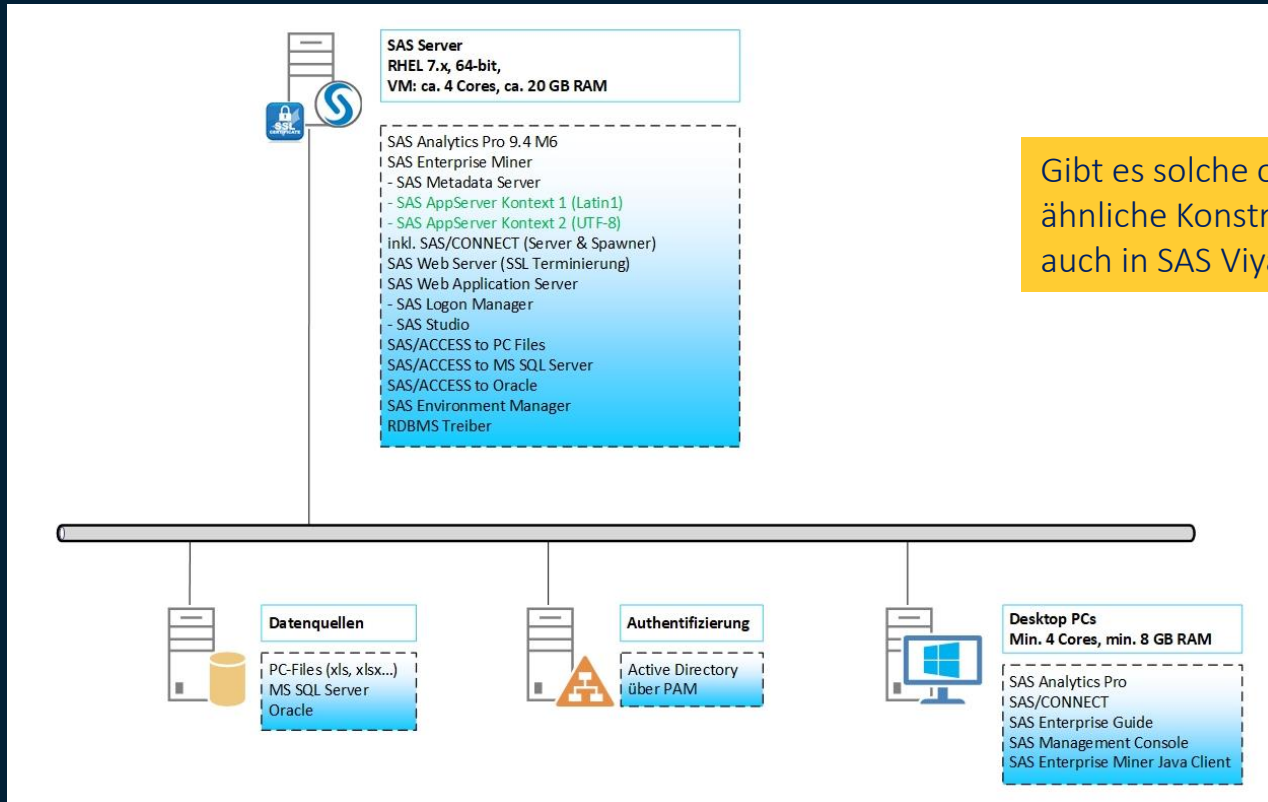 SAS Server
RHEL 7.x, 64-bit,
VM: ca. 4 Cores, ca. 20 GB RAM
SSL
CERTIFICATE
SAS Analytics Pro 9.4 M6
SAS Enterprise Miner
- SAS Metadata Server
- SAS AppServer Kontext 1 (Latin1)
- SAS AppServer Kontext 2 (UTF-8)
inkl. SAS/CONNECT (Server & Spawner)
SAS Web Server (SSL Terminierung)
SAS Web Application Server
- SAS Logon Manager
- SAS Studio
SAS/ACCESS to PC Files
SAS/ACCESS to MS SQL Server
SAS/ACCESS to Oracle
SAS Environment Manager
RDBMS Treiber
Gibt es solche
ähnliche
auch in SAS
Datenquellen
PC-Files (xls, xlsx...)
MS SQL Server
Oracle
Authentifizierung
Active Directory
über PAM
Desktop PCs
Min. 4 Cores, min. 8 GB RAM
SAS Analytics Pro
SAS/CONNECT
SAS Enterprise Guide
SAS Management Console
SAS Enterprise Miner Java Client